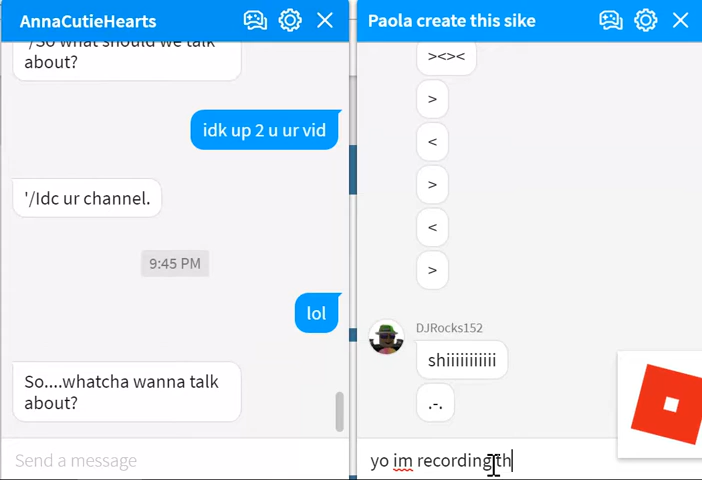 AnnaCutieHearts
'/So what should we talk
about?
idk up 2 u ur vid
'/Idc ur channel.
9:45 PM
lol
So....whatcha wanna talk
about?
Send a message
Paola create this sike
><><
>
<
>
<
>
DJRocks152
shiiiiiiiiiii
.-.
yo im recording th